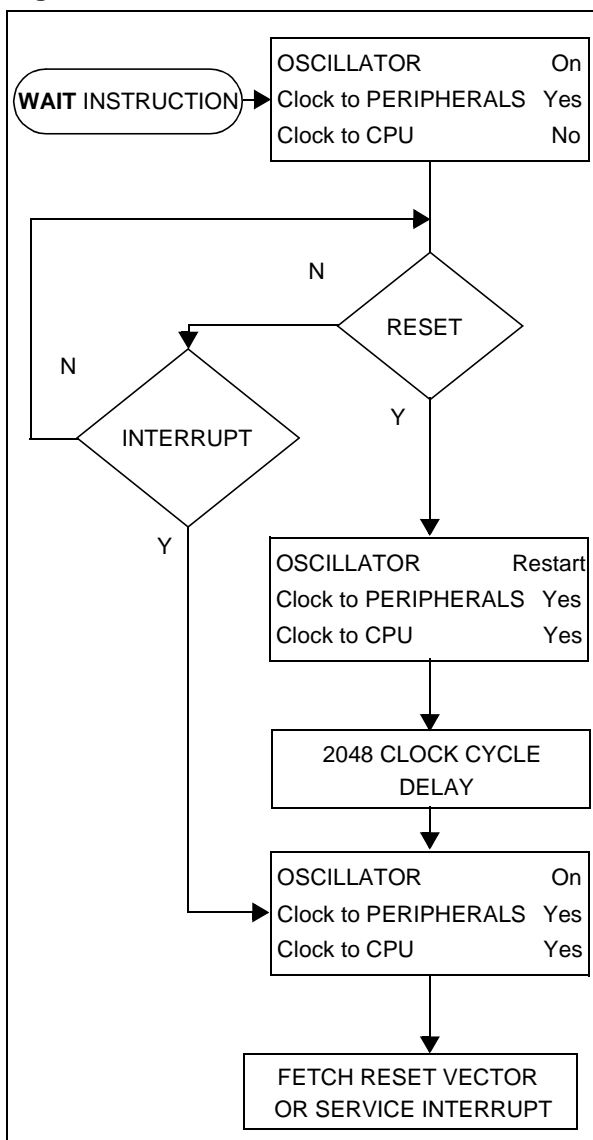 WAIT INSTRUCTION
OSCILLATOR On
Clock to PERIPHERALS Yes
Clock to CPU No
N
RESET
N
INTERRUPT
Y
Y
OSCILLATOR Restart
Clock to PERIPHERALS Yes
Clock to CPU Yes
2048 CLOCK CYCLE
DELAY
OSCILLATOR On
Clock to PERIPHERALS Yes
Clock to CPU Yes
FETCH RESET VECTOR
OR SERVICE INTERRUPT